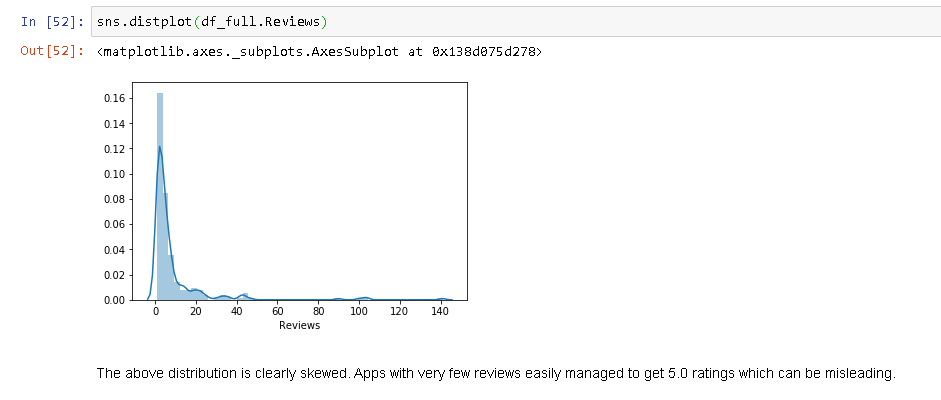 In [52]: sns.distplot(df_full.Reviews)
Out[52]: <matplotlib.axes._subplots.AxesSubplot at 0x138d075d278>
0.16
0.14
0.12
0.10
0.08
0.06
0.04
0.02
0.00
0 20 40 60 80 100 120 140
Reviews
The above distribution is clearly skewed. Apps with very few reviews easily managed to get 5.0 ratings which can be misleading.